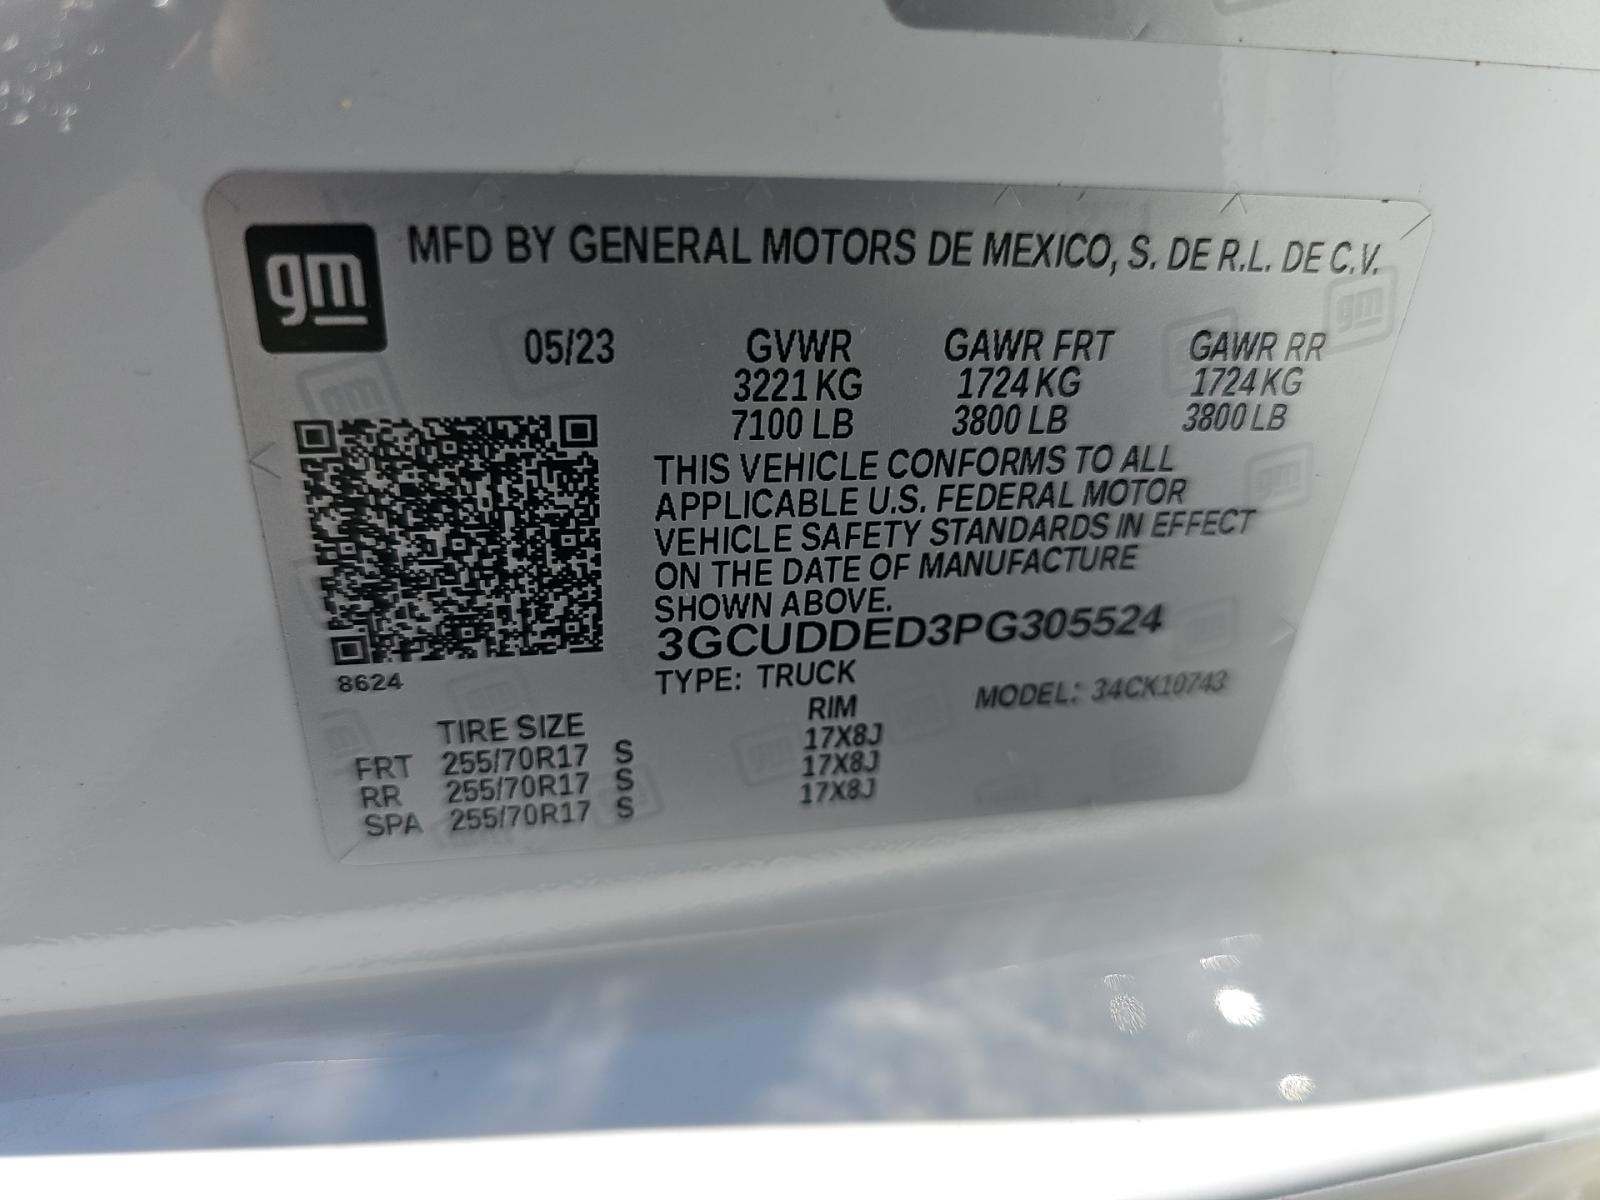 gm
MFD BY GENERAL MOTORS DE MEXICO, S. DE R.L. DE C.V.
05/23 GVWR GAWR FRT GAWR RR
3221 KG 1724 KG 1724 KG
7100 LB 3800 LB 3800 LB
THIS VEHICLE CONFORMS TO ALL
APPLICABLE U.S. FEDERAL MOTOR
VEHICLE SAFETY STANDARDS IN EFFECT
ON THE DATE OF MANUFACTURE
SHOWN ABOVE.
3GCUDDED3PG305524
8624
TYPE: TRUCK MODEL: 34CK10743
TIRE SIZE RIM
FRT 255/70R17 S 17X8J
RR 255/70R17 S 17X8J
SPA 255/70R17 S 17X8J